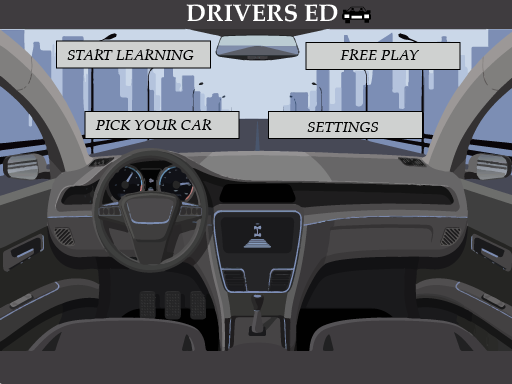 DRIVERS ED
START LEARNING
FREE PLAY
PICK YOUR CAR
SETTINGS